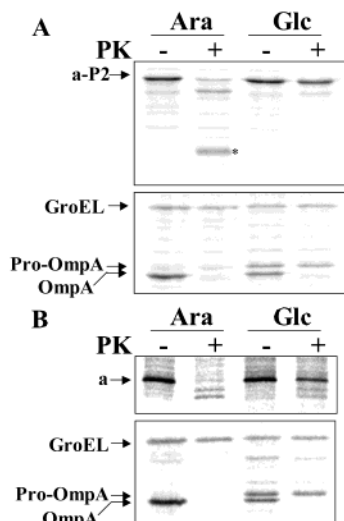 A
Ara Glc
PK - + - +
a-P2
*
GroEL
Pro-OmpA
OmpA
B
Ara Glc
PK - + - +
a
GroEL
Pro-OmpA
OmpA